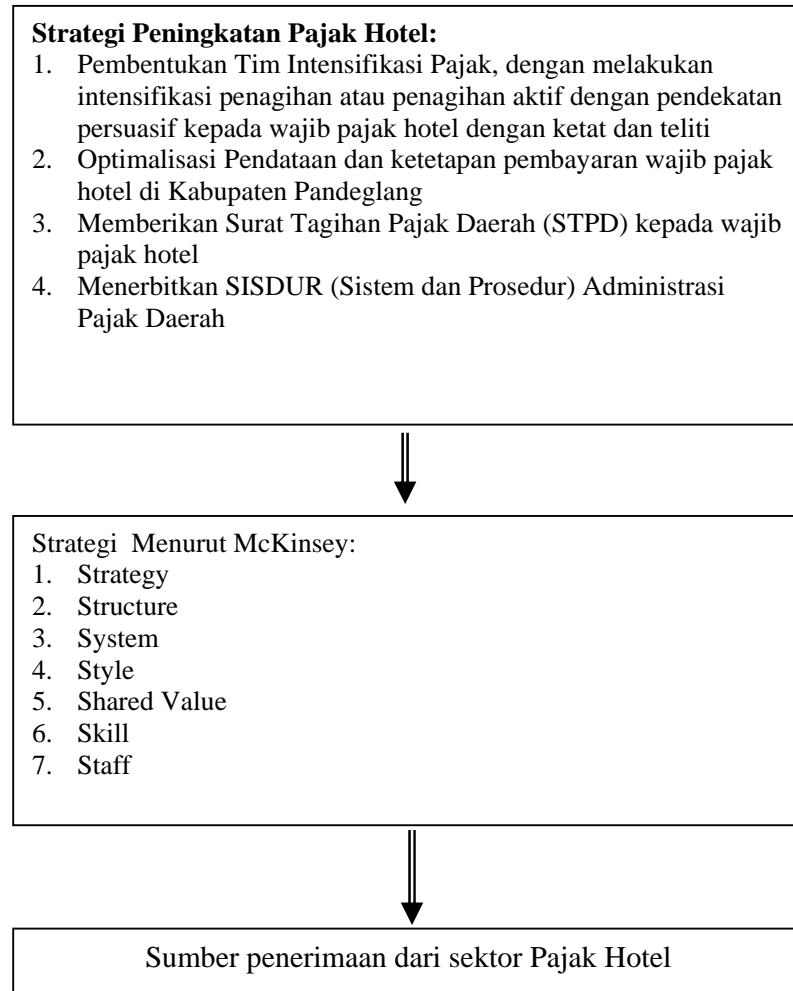 Strategi Peningkatan Pajak Hotel:
1. Pembentukan Tim Intensifikasi Pajak, dengan melakukan
intensifikasi penagihan atau penagihan aktif dengan pendekatan
persuasif kepada wajib pajak hotel dengan ketat dan teliti
2. Optimalisasi Pendataan dan ketetapan pembayaran wajib pajak
hotel di Kabupaten Pandeglang
3. Memberikan Surat Tagihan Pajak Daerah (STPD) kepada wajib
pajak hotel
4. Menerbitkan SISDUR (Sistem dan Prosedur) Administrasi
Pajak Daerah
Strategi Menurut McKinsey:
1. Strategy
2. Structure
3. System
4. Style
5. Shared Value
6. Skill
7. Staff
Sumber penerimaan dari sektor Pajak Hotel